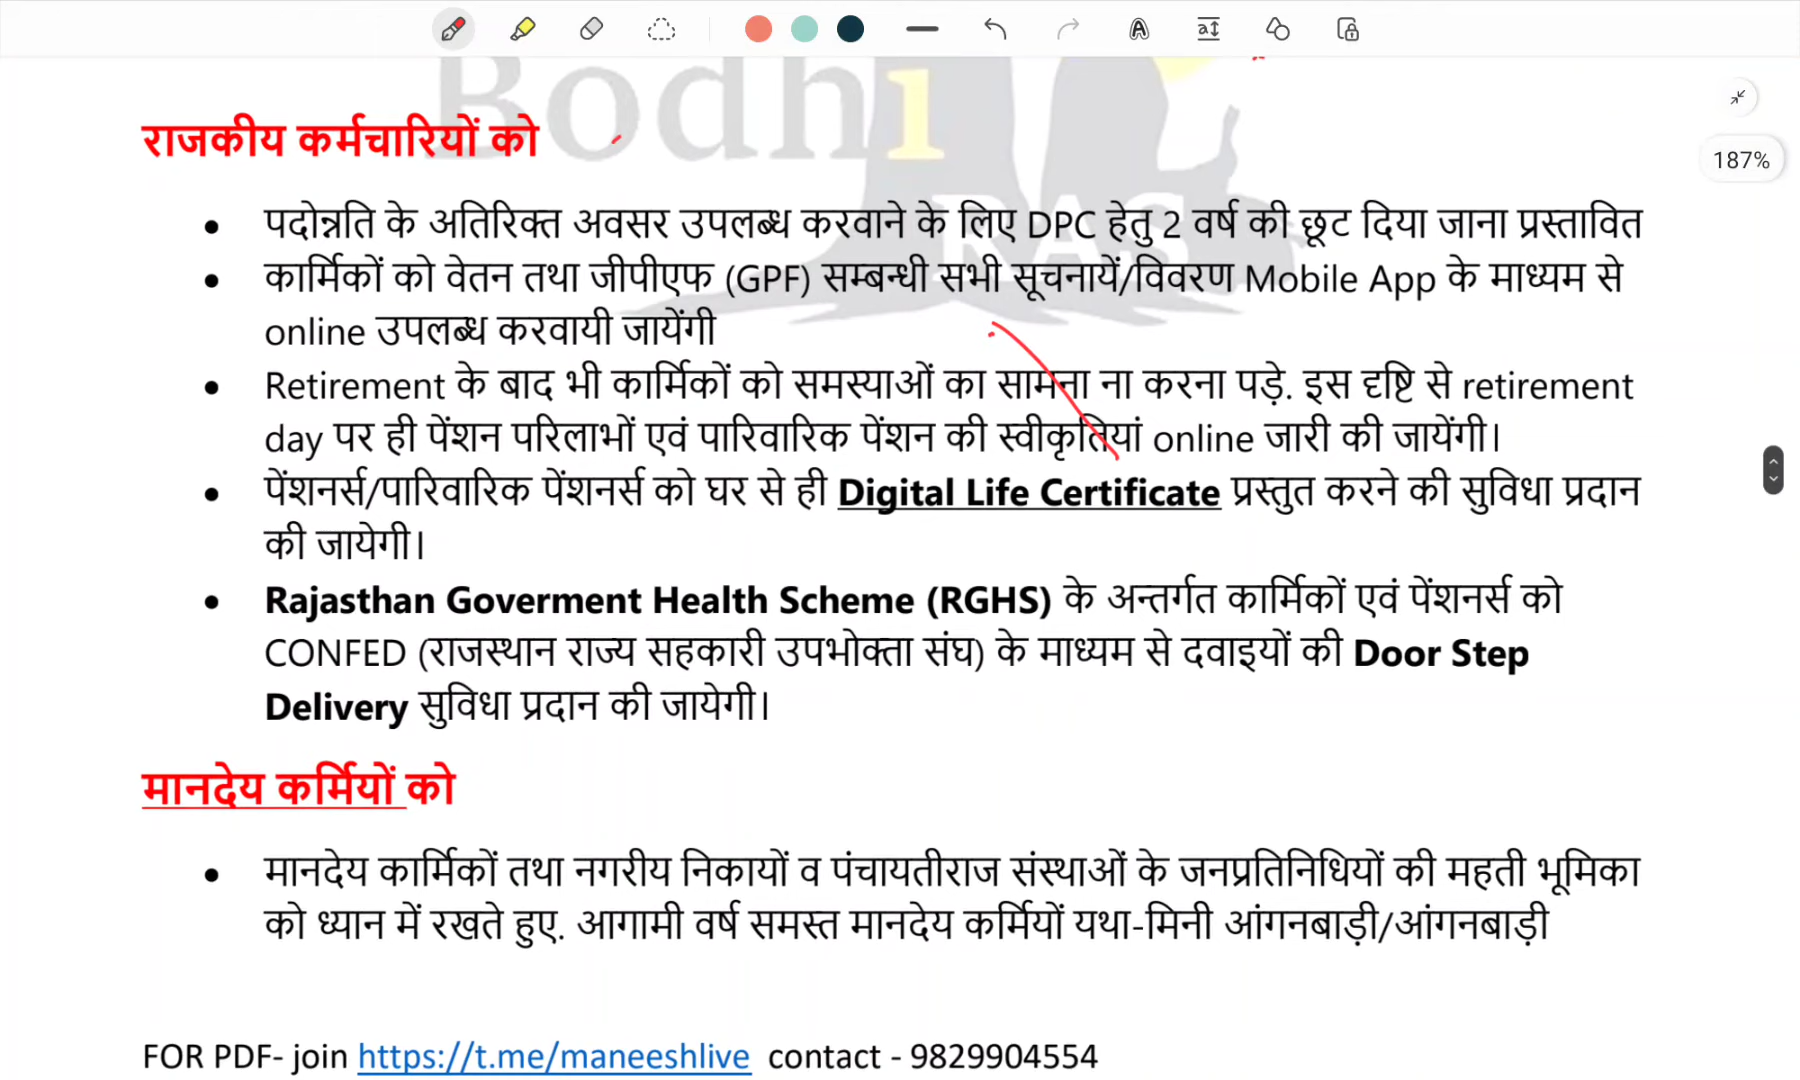 Bodhi
187%
राजकीय कर्मचारियों को
RAS
• पदोन्नति के अतिरिक्त अवसर उपलब्ध करवाने के लिए DPC हेतु 2 वर्ष की छूट दिया जाना प्रस्तावित
• कार्मिकों को वेतन तथा जीपीएफ (GPF) सम्बन्धी सभी सूचनायें/विवरण Mobile App के माध्यम से
online उपलब्ध करवायी जायेंगी
• Retirement के बाद भी कार्मिकों को समस्याओं का सामना ना करना पड़े. इस दृष्टि से retirement
day पर ही पेंशन परिलाभों एवं पारिवारिक पेंशन की स्वीकृतियां online जारी की जायेंगी।
• पेंशनर्स/पारिवारिक पेंशनर्स को घर से ही Digital Life Certificate प्रस्तुत करने की सुविधा प्रदान
की जायेगी।
• Rajasthan Goverment Health Scheme (RGHS) के अन्तर्गत कार्मिकों एवं पेंशनर्स को
CONFED (राजस्थान राज्य सहकारी उपभोक्ता संघ) के माध्यम से दवाइयों की Door Step
Delivery सुविधा प्रदान की जायेगी।
मानदेय कर्मियों को
• मानदेय कार्मिकों तथा नगरीय निकायों व पंचायतीराज संस्थाओं के जनप्रतिनिधियों की महती भूमिका
को ध्यान में रखते हुए. आगामी वर्ष समस्त मानदेय कर्मियों यथा-मिनी आंगनबाड़ी/आंगनबाड़ी
FOR PDF- join https://t.me/maneeshlive contact - 9829904554